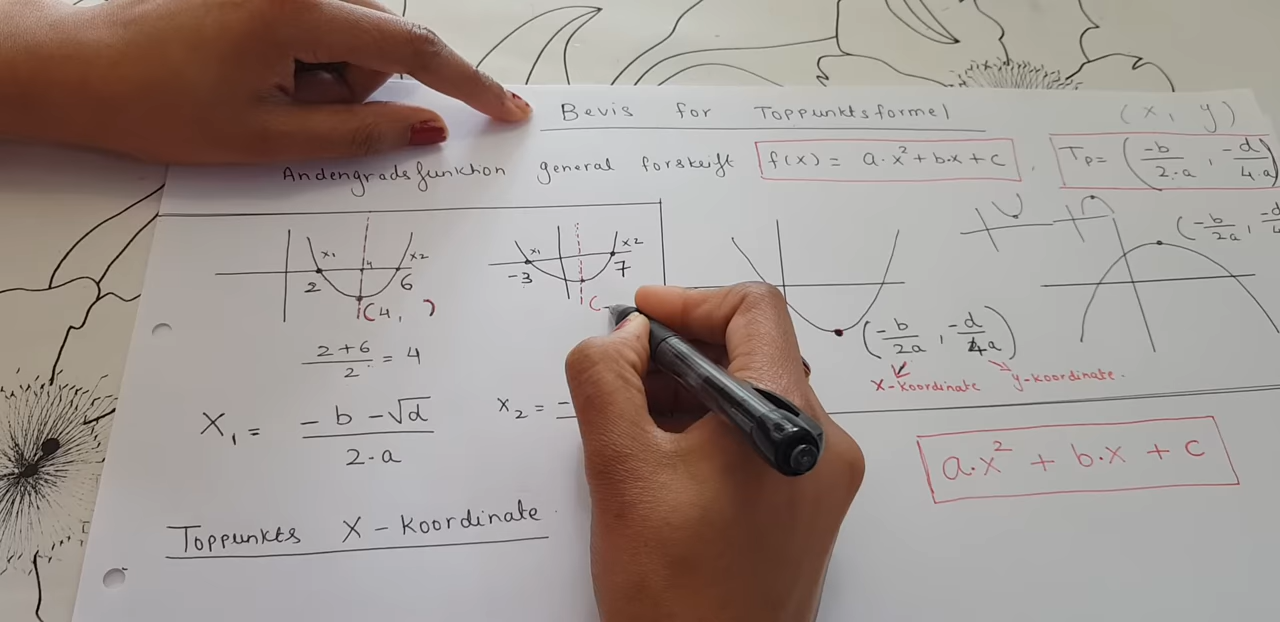 Bevis for Toppunktsformel
(x, y)
Andengradsfunktion general forskrift f(x) = a·x² + b·x + c, Tp = (-b/2·a, -d/4·a)
x₁ x₂ 2 4 6
(4, )
x₁ x₂ -3 7
(
(-b/2a, -d/4a)
x-koordinate y-koordinate.
(-b/2a, -d/4
(2+6)/2 = 4
X₁ = (-b - √d)/(2·a)
x₂ = -
a·x² + b·x + c
Toppunkts X - Koordinate